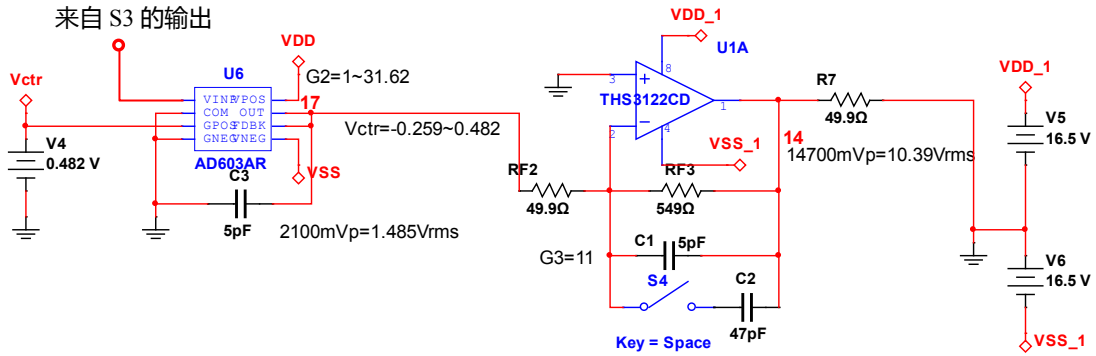 来自 S3 的输出
VDD
Vctr
U6
G2=1~31.62
VINP
VPOS
17
COM
OUT
GPOS
FDBK
GNEG
VNEG
Vctr=-0.259~0.482
V4
0.482 V
AD603AR
VSS
C3
5pF
2100mVp=1.485Vrms
VDD_1
U1A
8
3
THS3122CD
1
2
4
VSS_1
14
14700mVp=10.39Vrms
R7
49.9Ω
RF2
49.9Ω
RF3
549Ω
G3=11
C1
5pF
S4
C2
47pF
Key = Space
VDD_1
V5
16.5 V
V6
16.5 V
VSS_1